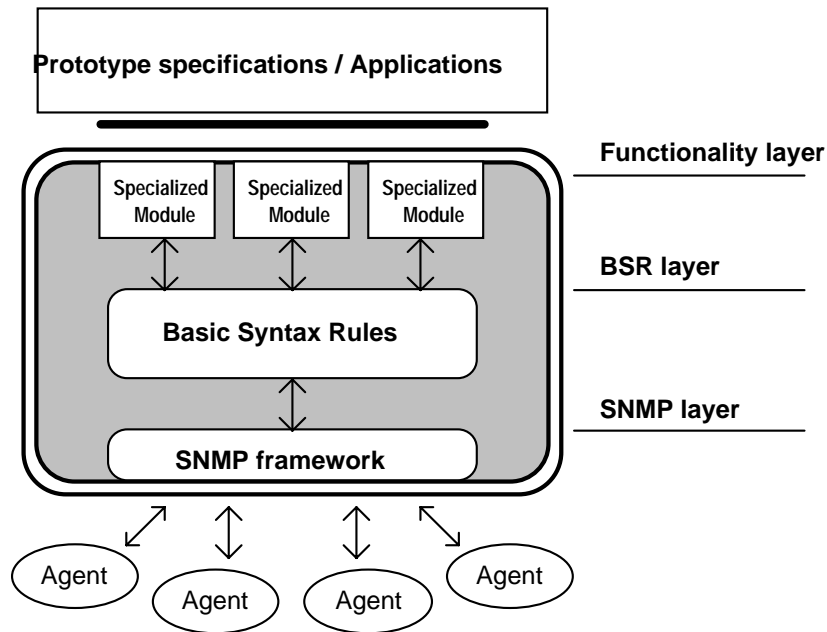 Prototype specifications / Applications
Functionality layer
Specialized
Module
Specialized
Module
Specialized
Module
BSR layer
Basic Syntax Rules
SNMP layer
SNMP framework
Agent
Agent
Agent
Agent